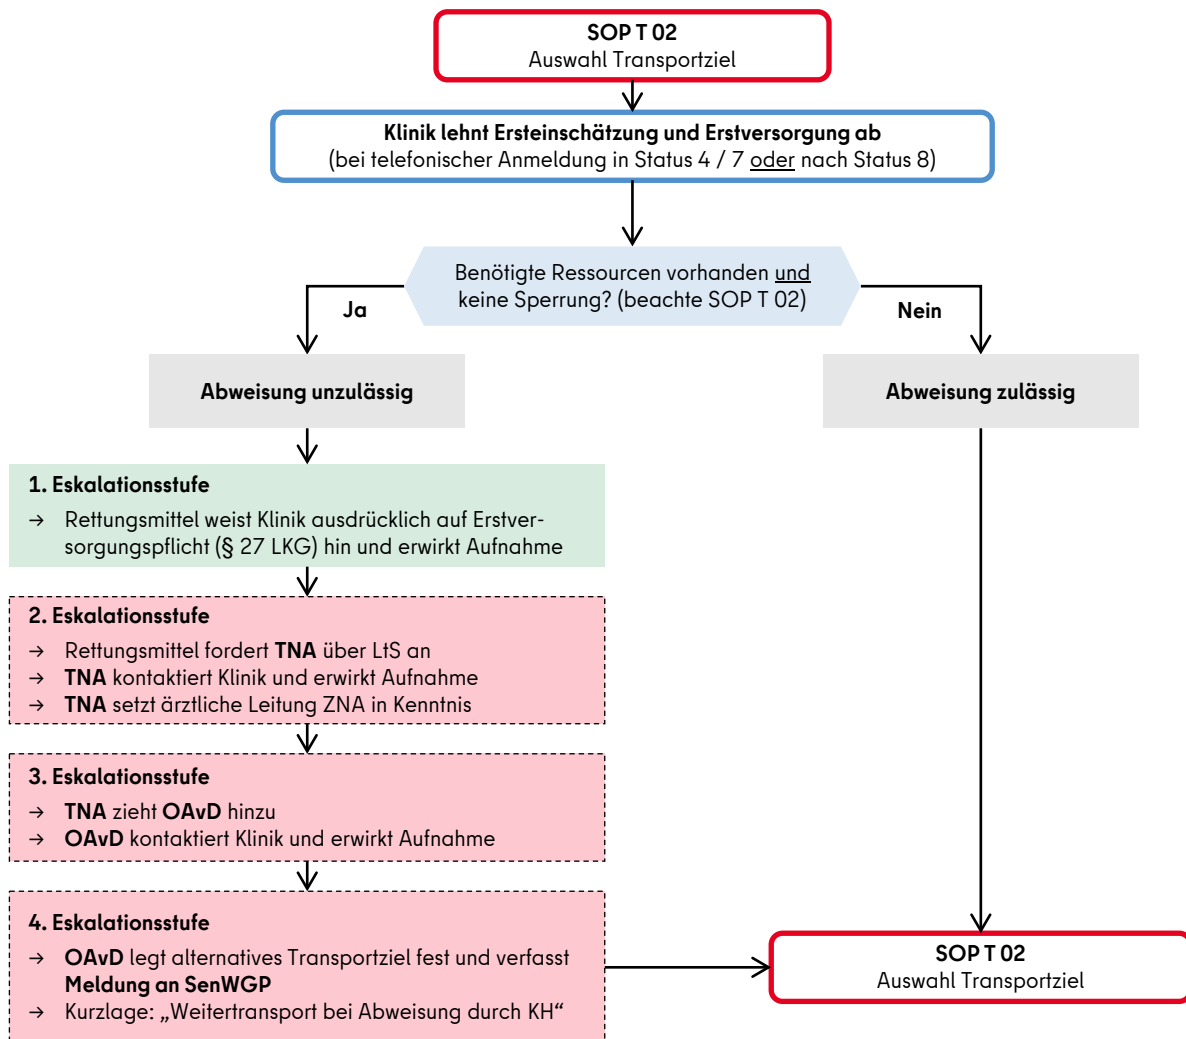 SOP T 02
Auswahl Transportziel
Klinik lehnt Ersteinschätzung und Erstversorgung ab
(bei telefonischer Anmeldung in Status 4 / 7 oder nach Status 8)
Benötigte Ressourcen vorhanden und
keine Sperrung? (beachte SOP T 02)
Ja
Nein
Abweisung unzulässig
Abweisung zulässig
1. Eskalationsstufe
→ Rettungsmittel weist Klinik ausdrücklich auf Erstver-
sorgungspflicht (§ 27 LKG) hin und erwirkt Aufnahme
2. Eskalationsstufe
→ Rettungsmittel fordert TNA über LtS an
→ TNA kontaktiert Klinik und erwirkt Aufnahme
→ TNA setzt ärztliche Leitung ZNA in Kenntnis
3. Eskalationsstufe
→ TNA zieht OAvD hinzu
→ OAvD kontaktiert Klinik und erwirkt Aufnahme
4. Eskalationsstufe
→ OAvD legt alternatives Transportziel fest und verfasst
Meldung an SenWGP
→ Kurzlage: „Weitertransport bei Abweisung durch KH“
SOP T 02
Auswahl Transportziel